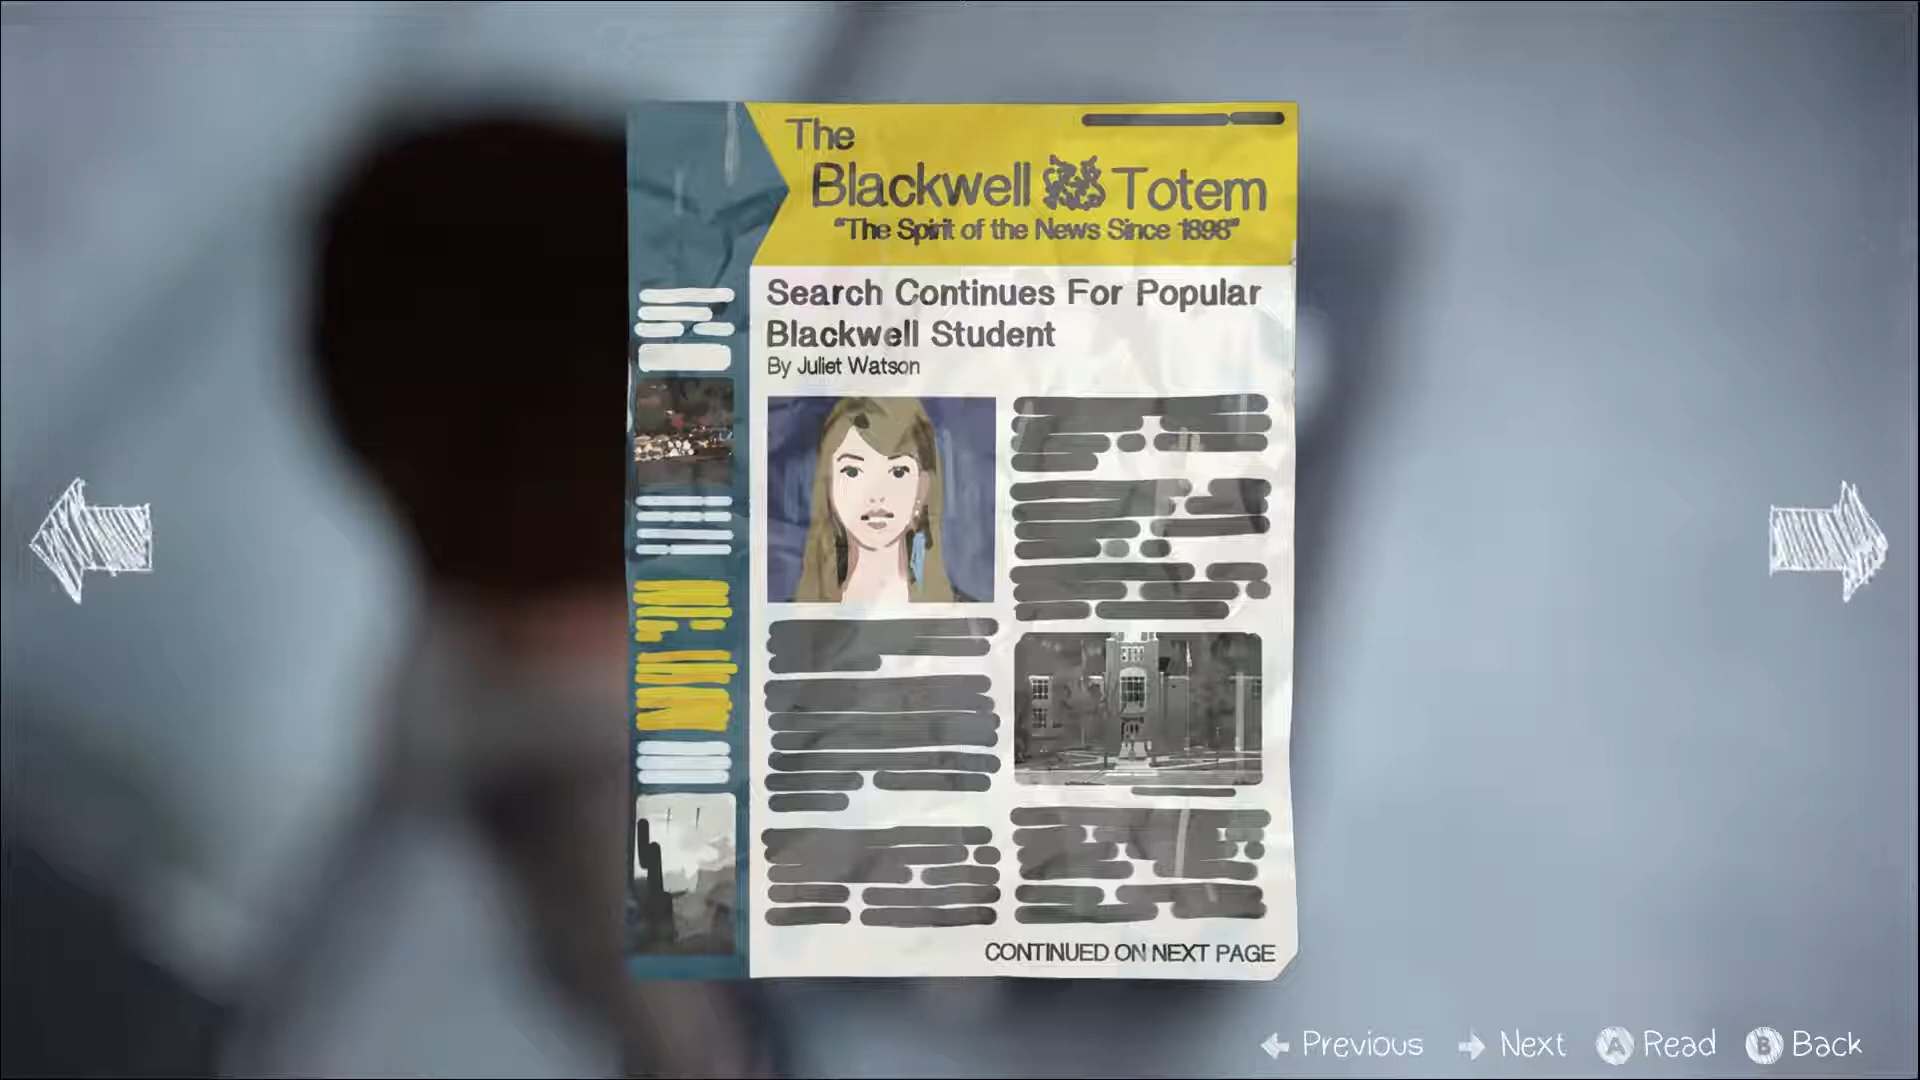 The
Blackwell Totem
"The Spirit of the News Since 1898"
Search Continues For Popular
Blackwell Student
By Juliet Watson
CONTINUED ON NEXT PAGE
Previous
Next
A Read
B Back